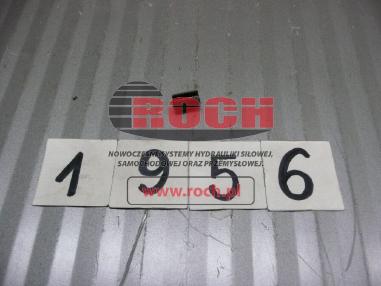 ROCH
NOWOCZESNE SYSTEMY HYDRAULIKI SIŁOWEJ,
SAMOCHODOWEJ ORAZ PRZEMYSŁOWEJ.
1 9 5 6
www.roch.pl